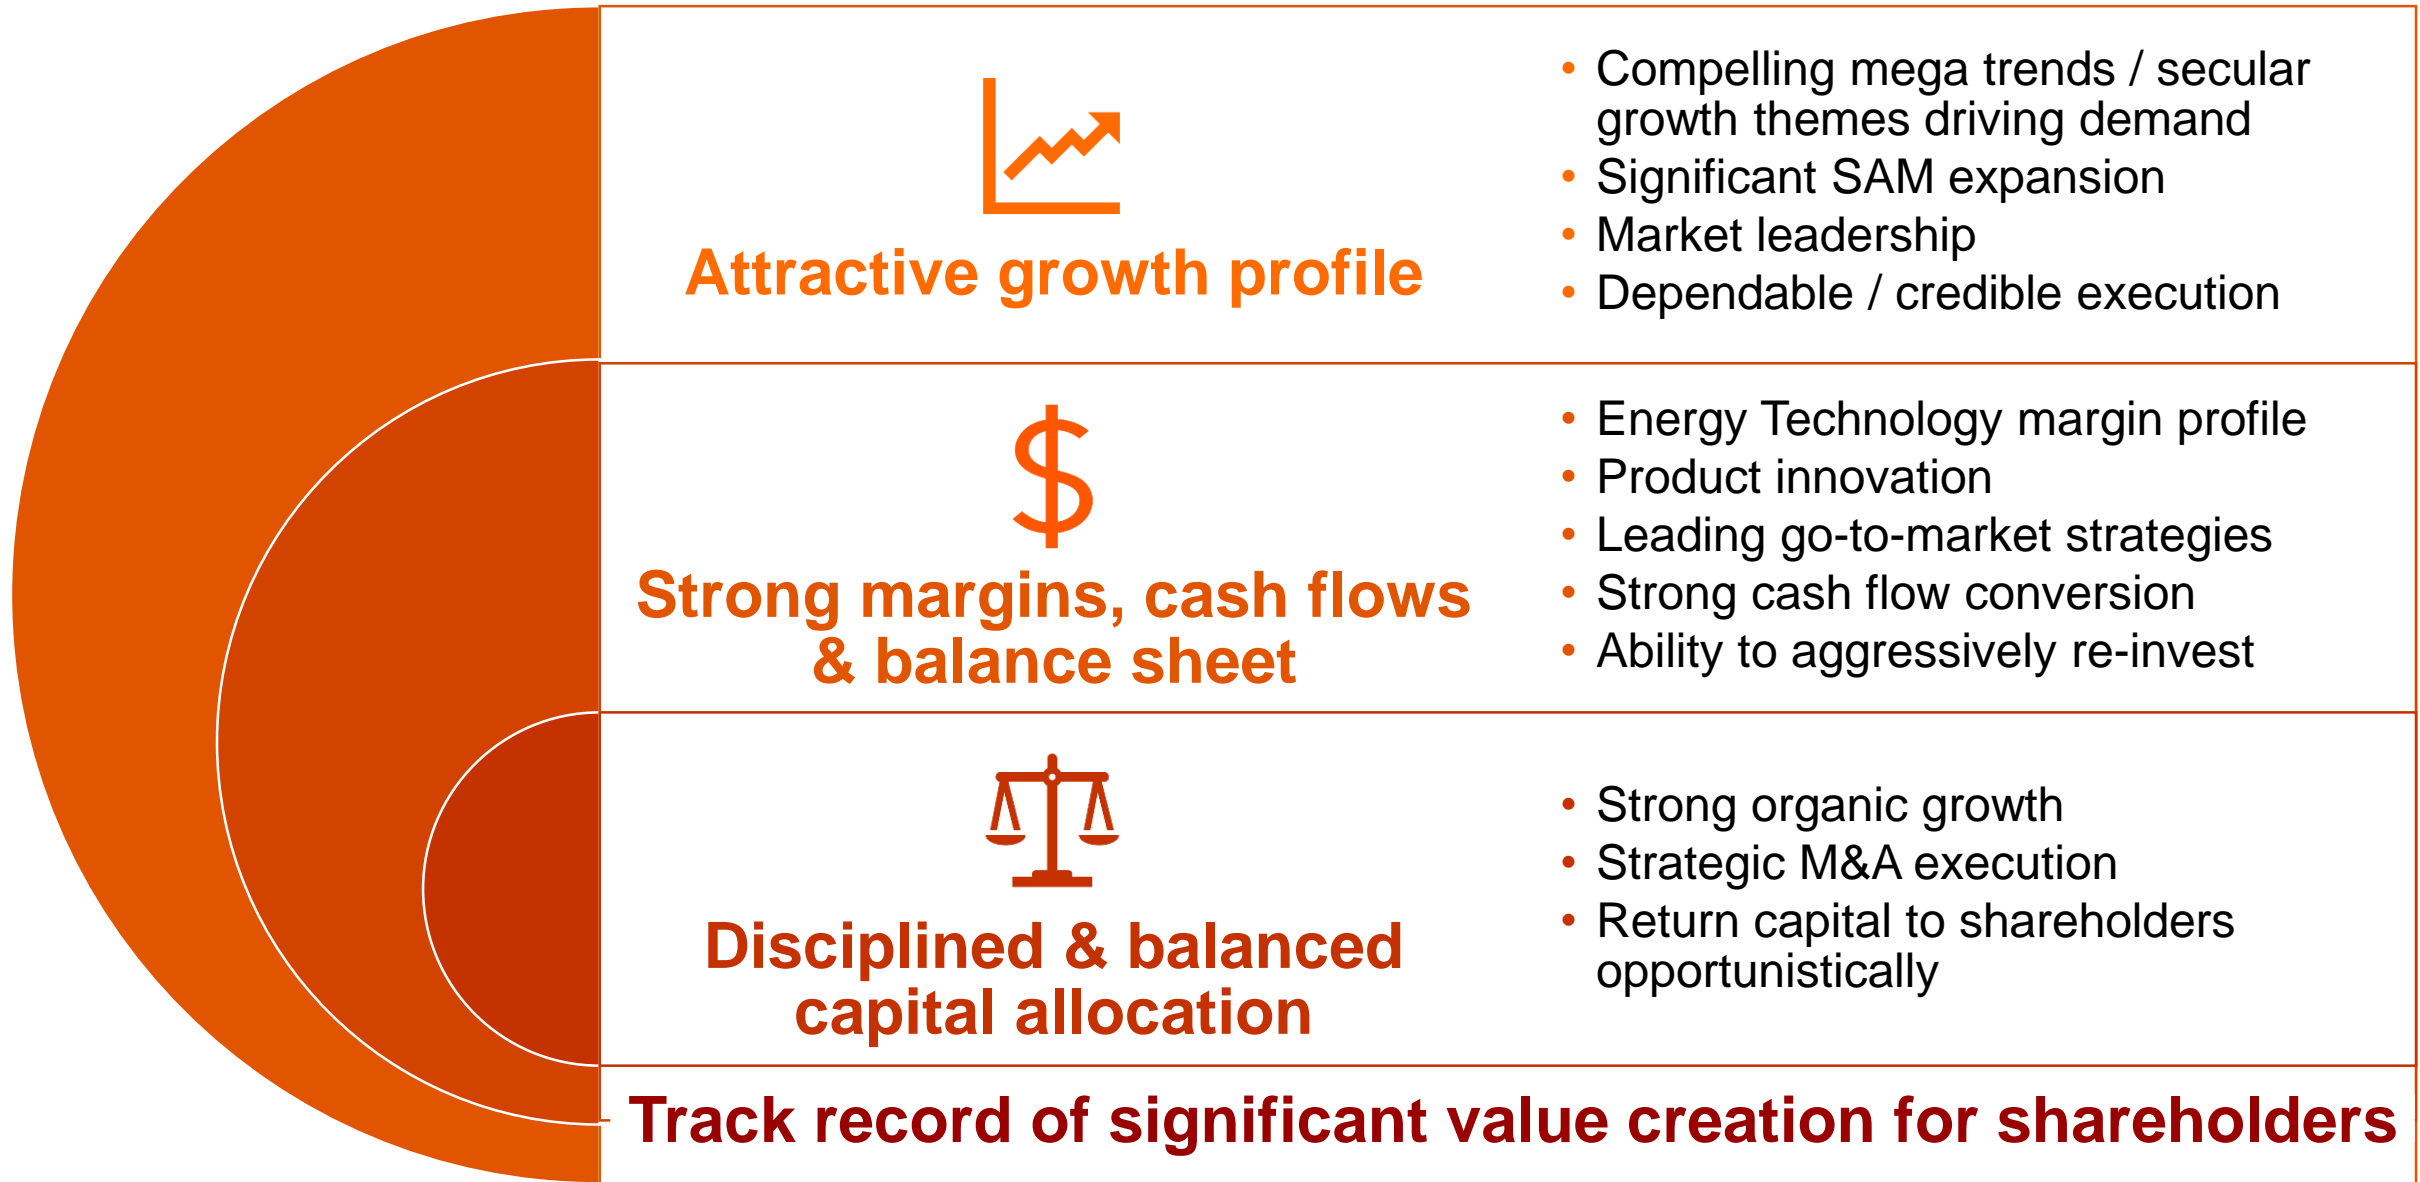 Attractive growth profile
• Compelling mega trends / secular
growth themes driving demand
• Significant SAM expansion
• Market leadership
• Dependable / credible execution
$
Strong margins, cash flows
& balance sheet
• Energy Technology margin profile
• Product innovation
• Leading go-to-market strategies
• Strong cash flow conversion
• Ability to aggressively re-invest
Disciplined & balanced
capital allocation
• Strong organic growth
• Strategic M&A execution
• Return capital to shareholders
opportunistically
Track record of significant value creation for shareholders